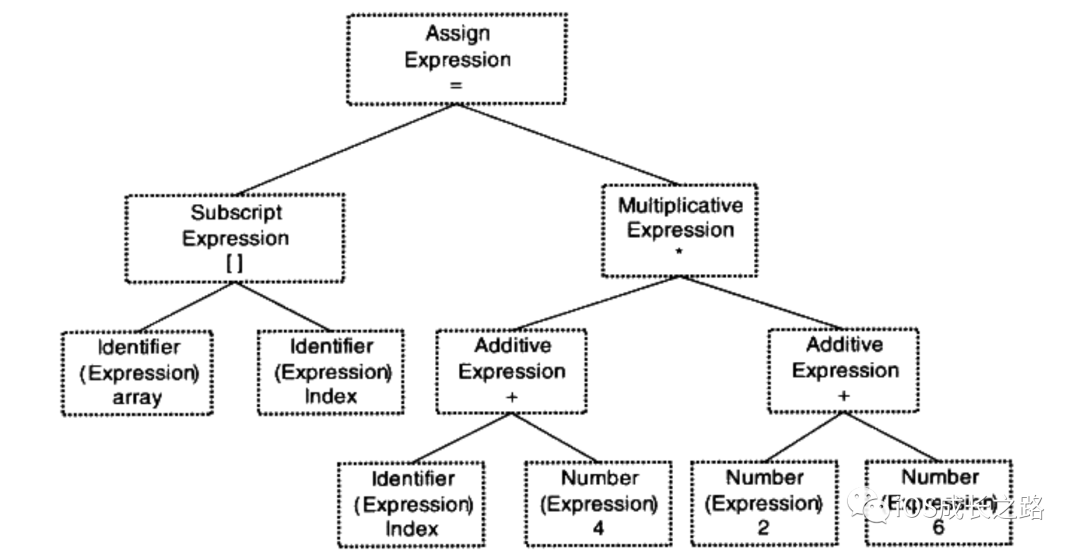 Assign
Expression
=
Subscript
Expression
[ ]
Multiplicative
Expression
*
Identifier
(Expression)
array
Identifier
(Expression)
Index
Additive
Expression
+
Additive
Expression
+
Identifier
(Expression)
Index
Number
(Expression)
4
Number
(Expression)
2
Number
(Expression)
6
iOS成长之路